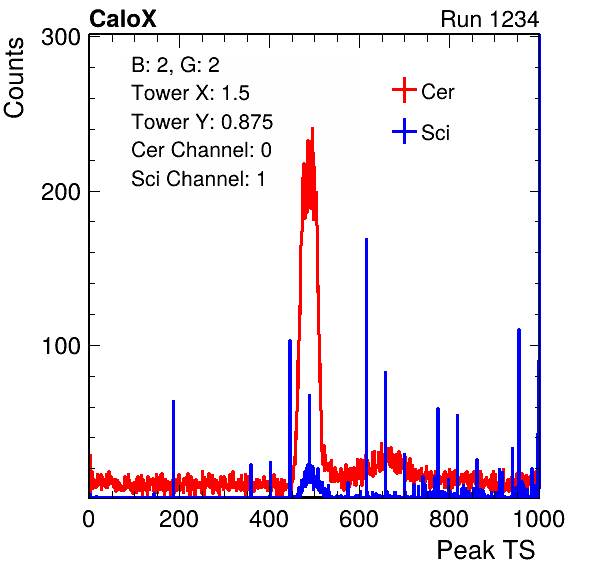 CaloX Run 1234
300
B: 2, G: 2
Tower X: 1.5
Tower Y: 0.875
Cer Channel: 0
Sci Channel: 1
Cer
Sci
Counts
200
100
0 200 400 600 800 1000
Peak TS